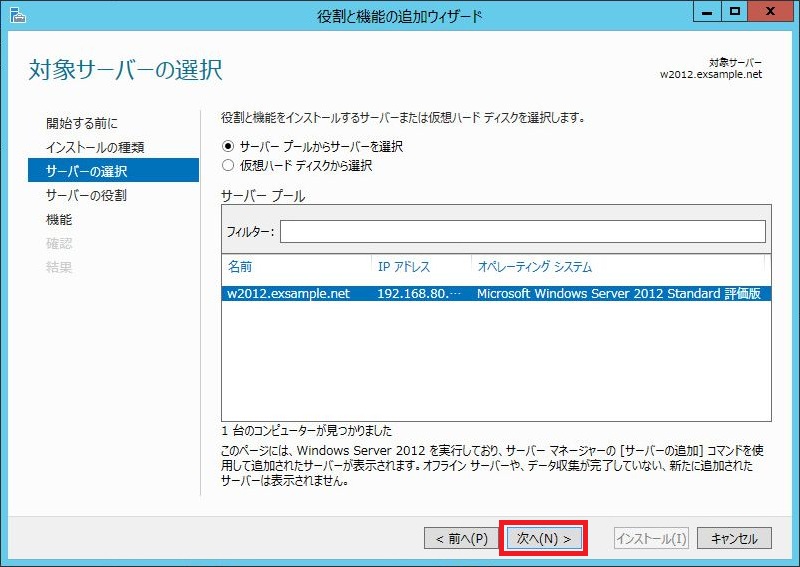 役割と機能の追加ウィザード
対象サーバーの選択
対象サーバー
w2012.exsample.net
開始する前に
インストールの種類
サーバーの選択
サーバーの役割
機能
確認
結果
役割と機能をインストールするサーバーまたは仮想ハード ディスクを選択します。
サーバー プールからサーバーを選択
仮想ハード ディスクから選択
サーバー プール
フィルター:
名前 IP アドレス オペレーティング システム
w2012.exsample.net 192.168.80.… Microsoft Windows Server 2012 Standard 評価版
1 台のコンピューターが見つかりました
このページには、Windows Server 2012 を実行しており、サーバー マネージャーの [サーバーの追加] コマンドを使
用して追加されたサーバーが表示されます。オフライン サーバーや、データ収集が完了していない、新たに追加された
サーバーは表示されません。
< 前へ(P) 次へ(N) > インストール(I) キャンセル